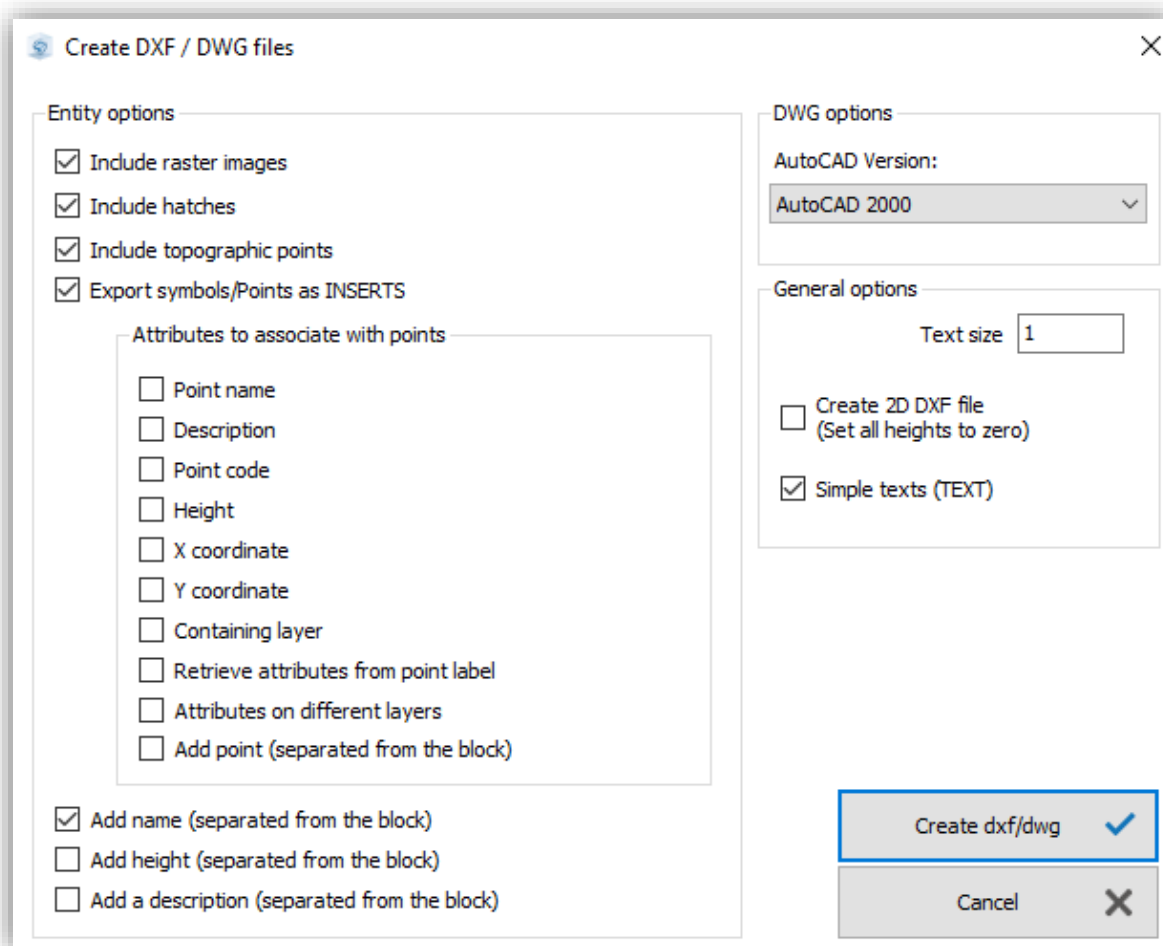 Create DXF / DWG files
Entity options
Include raster images
Include hatches
Include topographic points
Export symbols/Points as INSERTS
Attributes to associate with points
Point name
Description
Point code
Height
X coordinate
Y coordinate
Containing layer
Retrieve attributes from point label
Attributes on different layers
Add point (separated from the block)
Add name (separated from the block)
Add height (separated from the block)
Add a description (separated from the block)
DWG options
AutoCAD Version:
AutoCAD 2000
General options
Text size 1
Create 2D DXF file
(Set all heights to zero)
Simple texts (TEXT)
Create dxf/dwg
Cancel